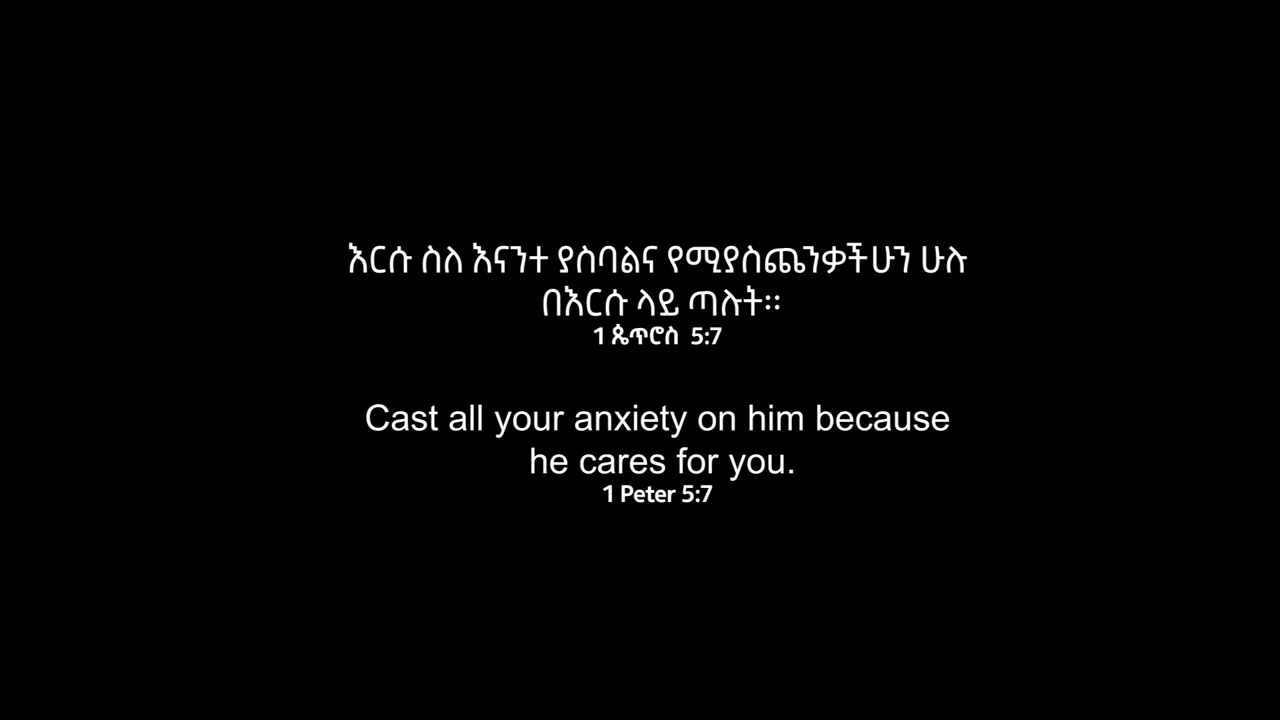 እርሱ ስለ እናንተ ያስባልና የሚያስጨንቃችሁን ሁሉ
በእርሱ ላይ ጣሉት።
1 ጴጥሮስ 5:7
Cast all your anxiety on him because
he cares for you.
1 Peter 5:7